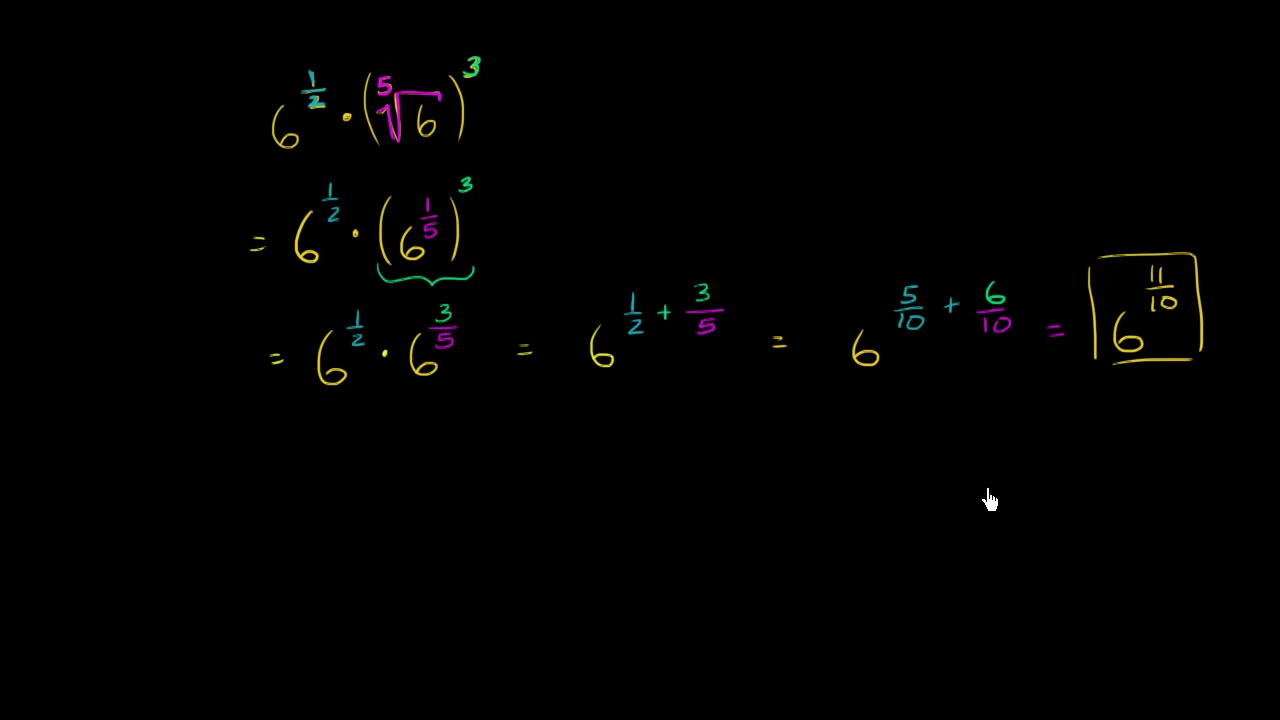 6^{1/2} · (⁵√6)^3
= 6^{1/2} · (6^{1/5})^3
= 6^{1/2} · 6^{3/5} = 6^{1/2 + 3/5} = 6^{5/10 + 6/10} = 6^{11/10}